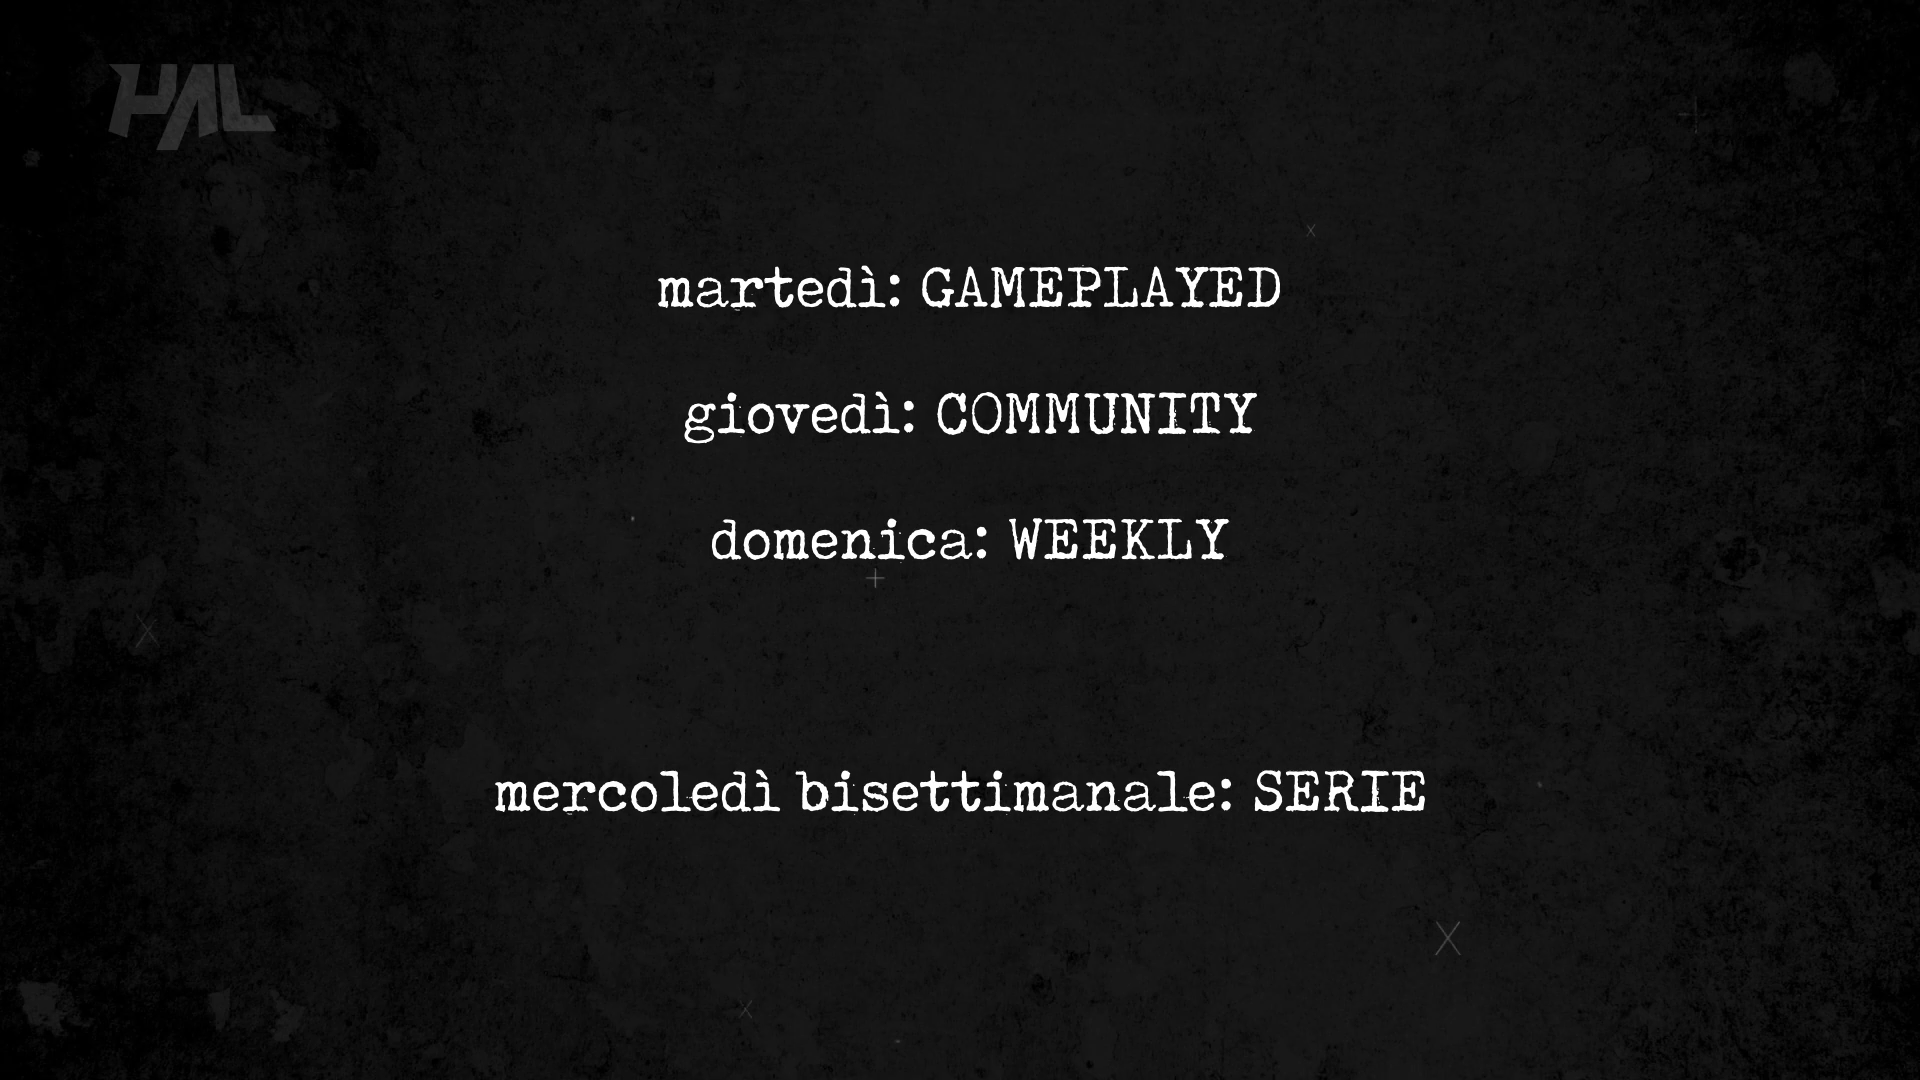 HAL
martedì: GAMEPLAYED
giovedì: COMMUNITY
domenica: WEEKLY
mercoledì bisettimanale: SERIE